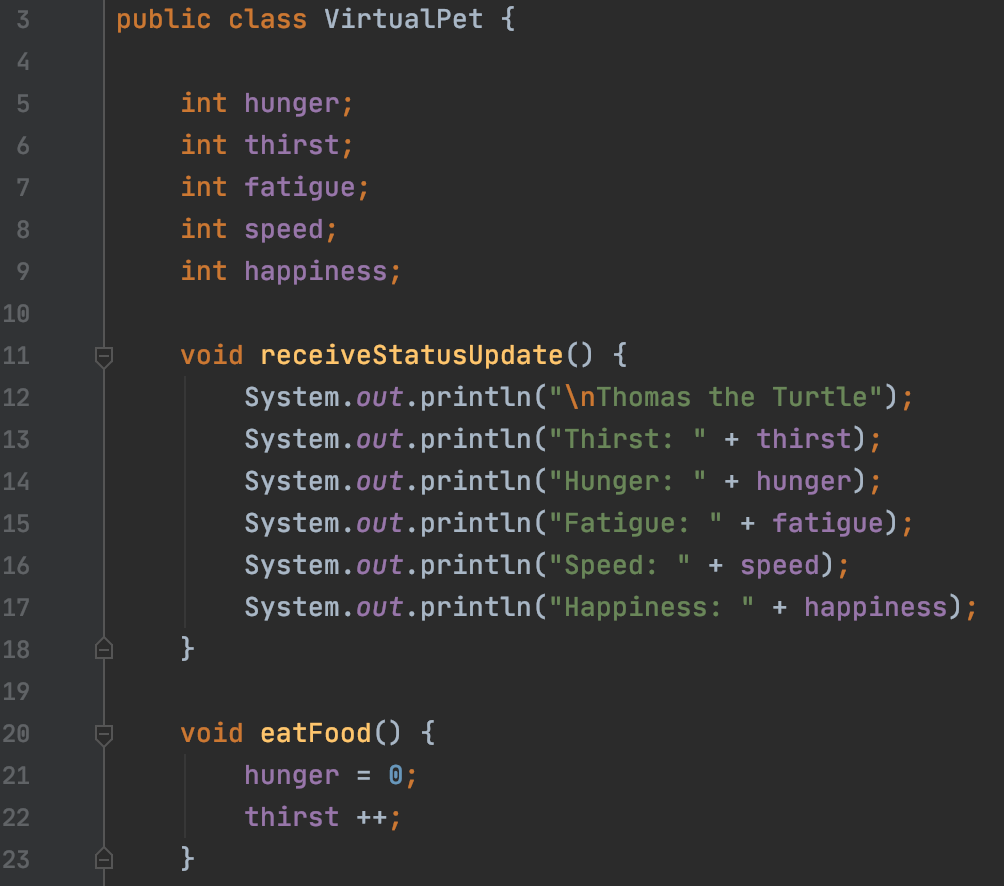 3 public class VirtualPet {
4
5     int hunger;
6     int thirst;
7     int fatigue;
8     int speed;
9     int happiness;
10
11     void receiveStatusUpdate() {
12         System.out.println("\nThomas the Turtle");
13         System.out.println("Thirst: " + thirst);
14         System.out.println("Hunger: " + hunger);
15         System.out.println("Fatigue: " + fatigue);
16         System.out.println("Speed: " + speed);
17         System.out.println("Happiness: " + happiness);
18     }
19
20     void eatFood() {
21         hunger = 0;
22         thirst ++;
23     }